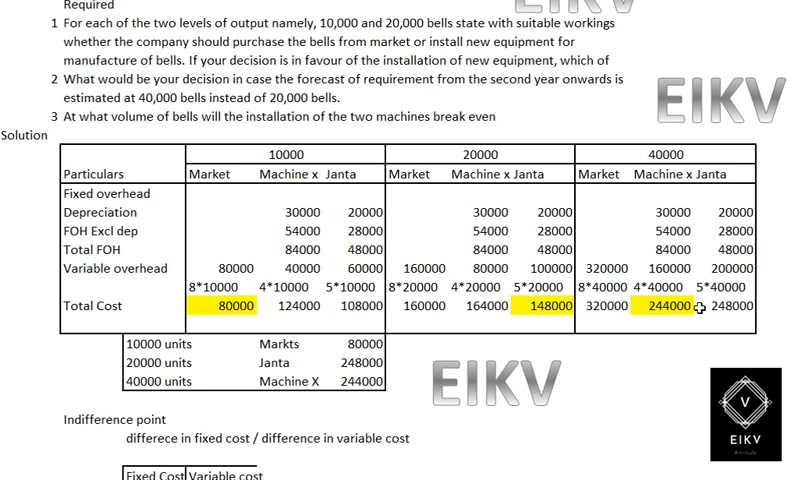 Required
EIKV
1 For each of the two levels of output namely, 10,000 and 20,000 bells state with suitable workings
whether the company should purchase the bells from market or install new equipment for
manufacture of bells. If your decision is in favour of the installation of new equipment, which of
2 What would be your decision in case the forecast of requirement from the second year onwards is
estimated at 40,000 bells instead of 20,000 bells.
EIKV
3 At what volume of bells will the installation of the two machines break even
Solution
10000 20000 40000
Particulars Market Machine x Janta Market Machine x Janta Market Machine x Janta
Fixed overhead
Depreciation 30000 20000 30000 20000 30000 20000
FOH Excl dep 54000 28000 54000 28000 54000 28000
Total FOH 84000 48000 84000 48000 84000 48000
Variable overhead 80000 40000 60000 160000 80000 100000 320000 160000 200000
8*10000 4*10000 5*10000 8*20000 4*20000 5*20000 8*40000 4*40000 5*40000
Total Cost 80000 124000 108000 160000 164000 148000 320000 244000 248000
10000 units Markts 80000
20000 units Janta 248000
40000 units Machine X 244000
EIKV
V
EIKV
Attitude
Indifference point
differece in fixed cost / difference in variable cost
Fixed Cost Variable cost